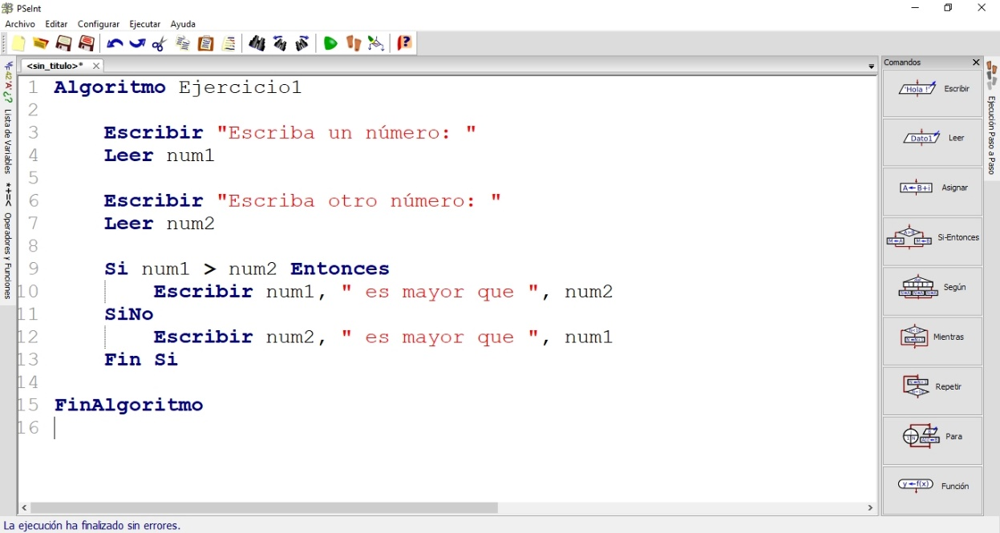 PSeInt
Archivo Editar Configurar Ejecutar Ayuda
<sin_titulo>*
1 Algoritmo Ejercicio1
2
3 Escribir "Escriba un número: "
4 Leer num1
5
6 Escribir "Escriba otro número: "
7 Leer num2
8
9 Si num1 > num2 Entonces
10 Escribir num1, " es mayor que ", num2
11 SiNo
12 Escribir num2, " es mayor que ", num1
13 Fin Si
14
15 FinAlgoritmo
16
Lista de Variables
*+=< Operadores y Funciones
Comandos
'Hola !' Escribir
Dato1 Leer
A←B+i Asignar
Si-Entonces
Según
Mientras
Repetir
Para
y←f(x) Función
Ejecución Paso a Paso
La ejecución ha finalizado sin errores.